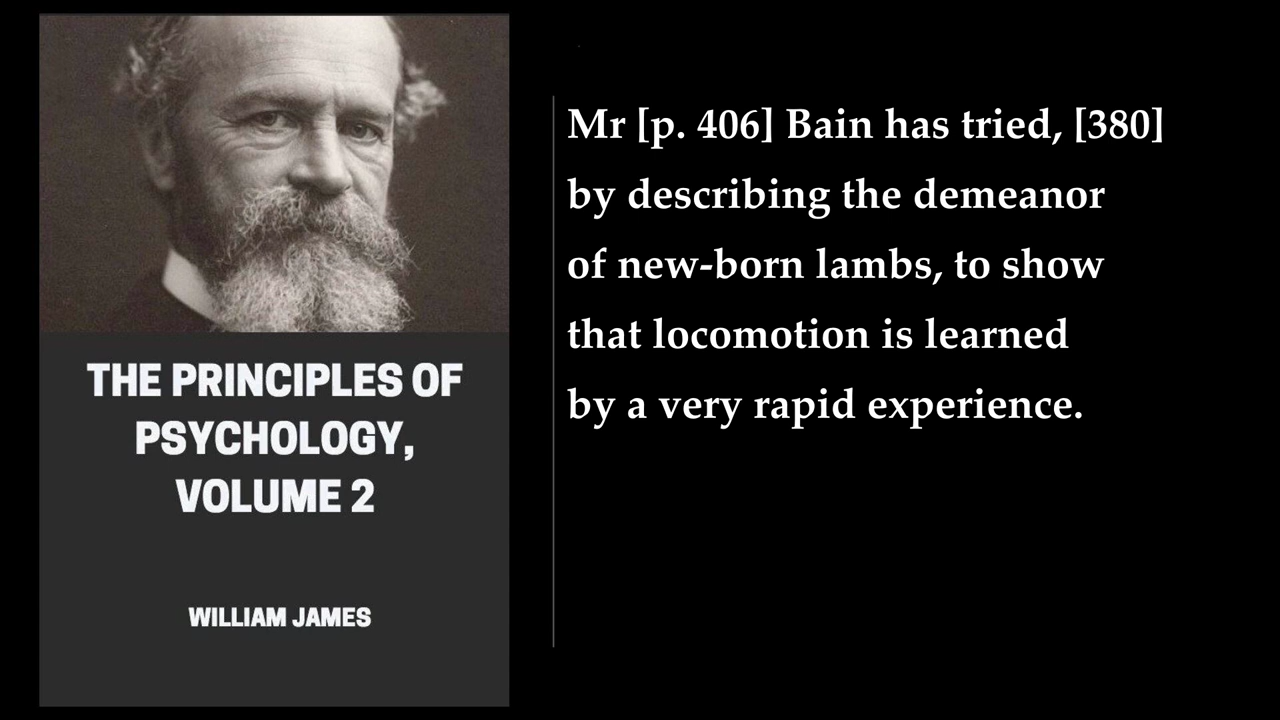 THE PRINCIPLES OF
PSYCHOLOGY,
VOLUME 2
WILLIAM JAMES
Mr [p. 406] Bain has tried, [380]
by describing the demeanor
of new-born lambs, to show
that locomotion is learned
by a very rapid experience.